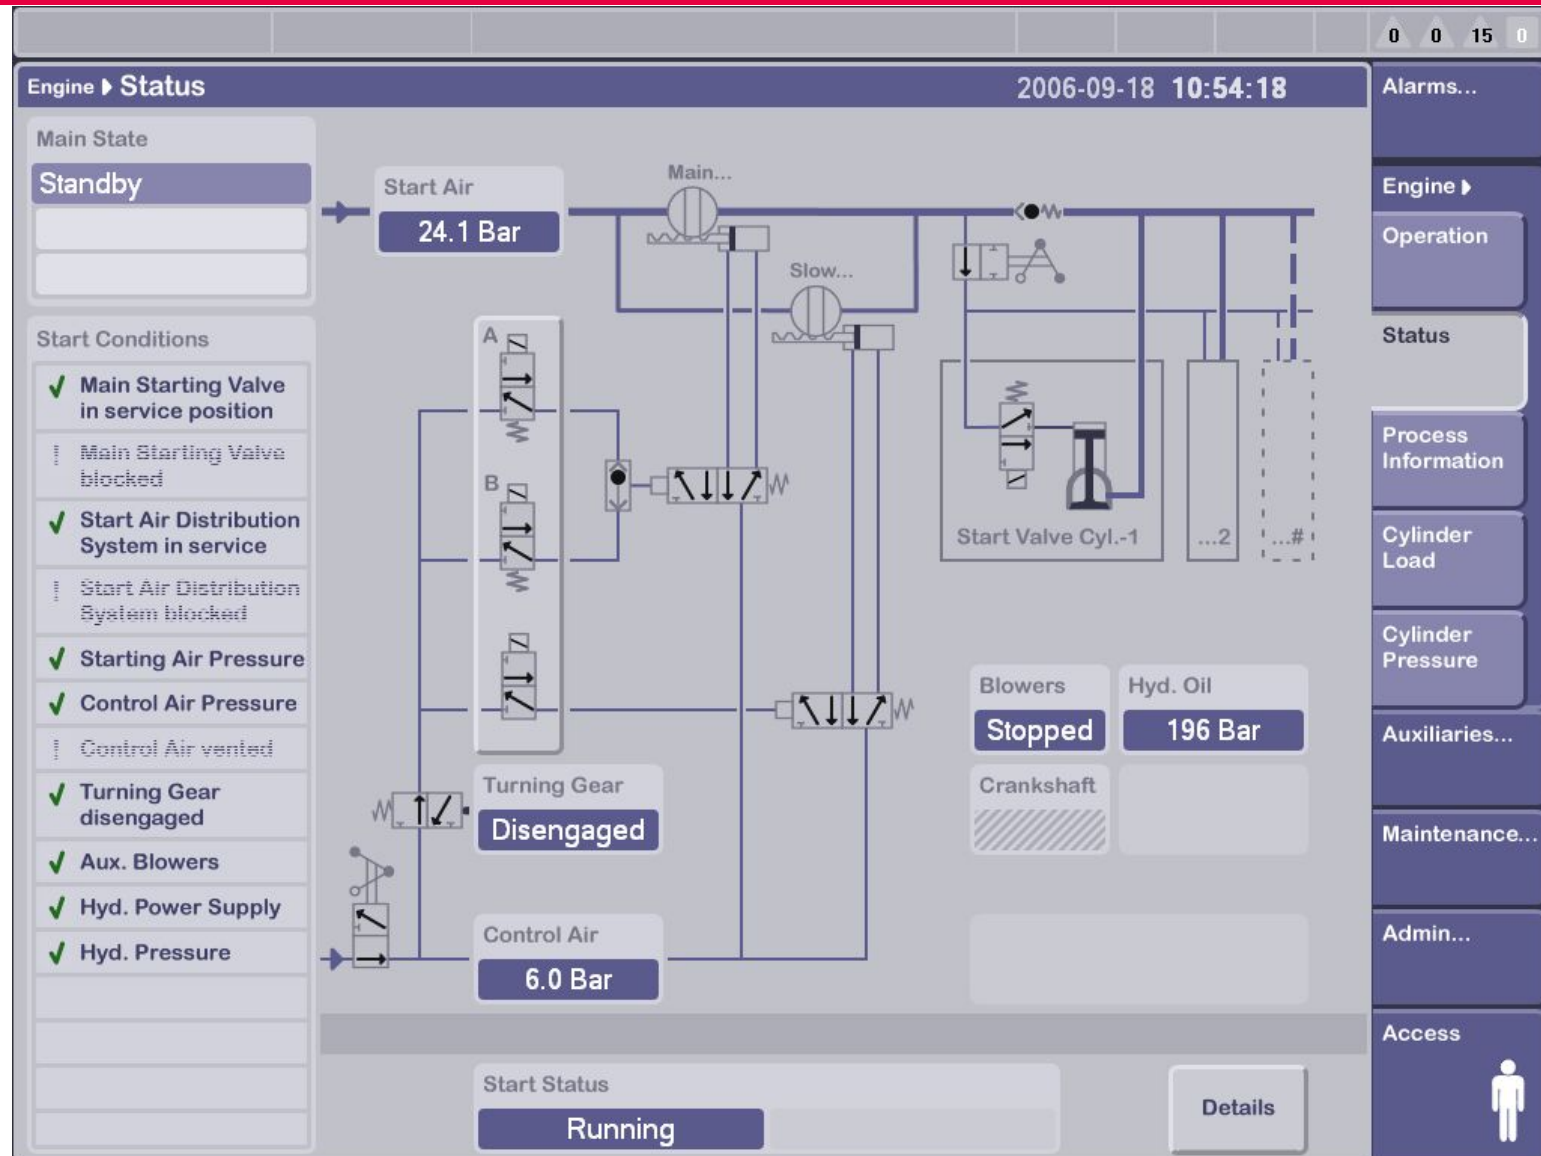 0 0 15 0
Engine Status
2006-09-18 10:54:18
Main State
Standby
Start Conditions
Main Starting Valve
in service position
! Main Starting Valve
blocked
Start Air Distribution
System in service
! Start Air Distribution
System blocked
Starting Air Pressure
Control Air Pressure
! Control Air vented
Turning Gear
disengaged
Aux. Blowers
Hyd. Power Supply
Hyd. Pressure
Start Air
24.1 Bar
Main...
Slow...
A
B
Start Valve Cyl.-1
...2
...#
Turning Gear
Disengaged
Control Air
6.0 Bar
Blowers
Stopped
Hyd. Oil
196 Bar
Crankshaft
Start Status
Running
Details
Alarms...
Engine
Operation
Status
Process
Information
Cylinder
Load
Cylinder
Pressure
Auxiliaries...
Maintenance...
Admin...
Access